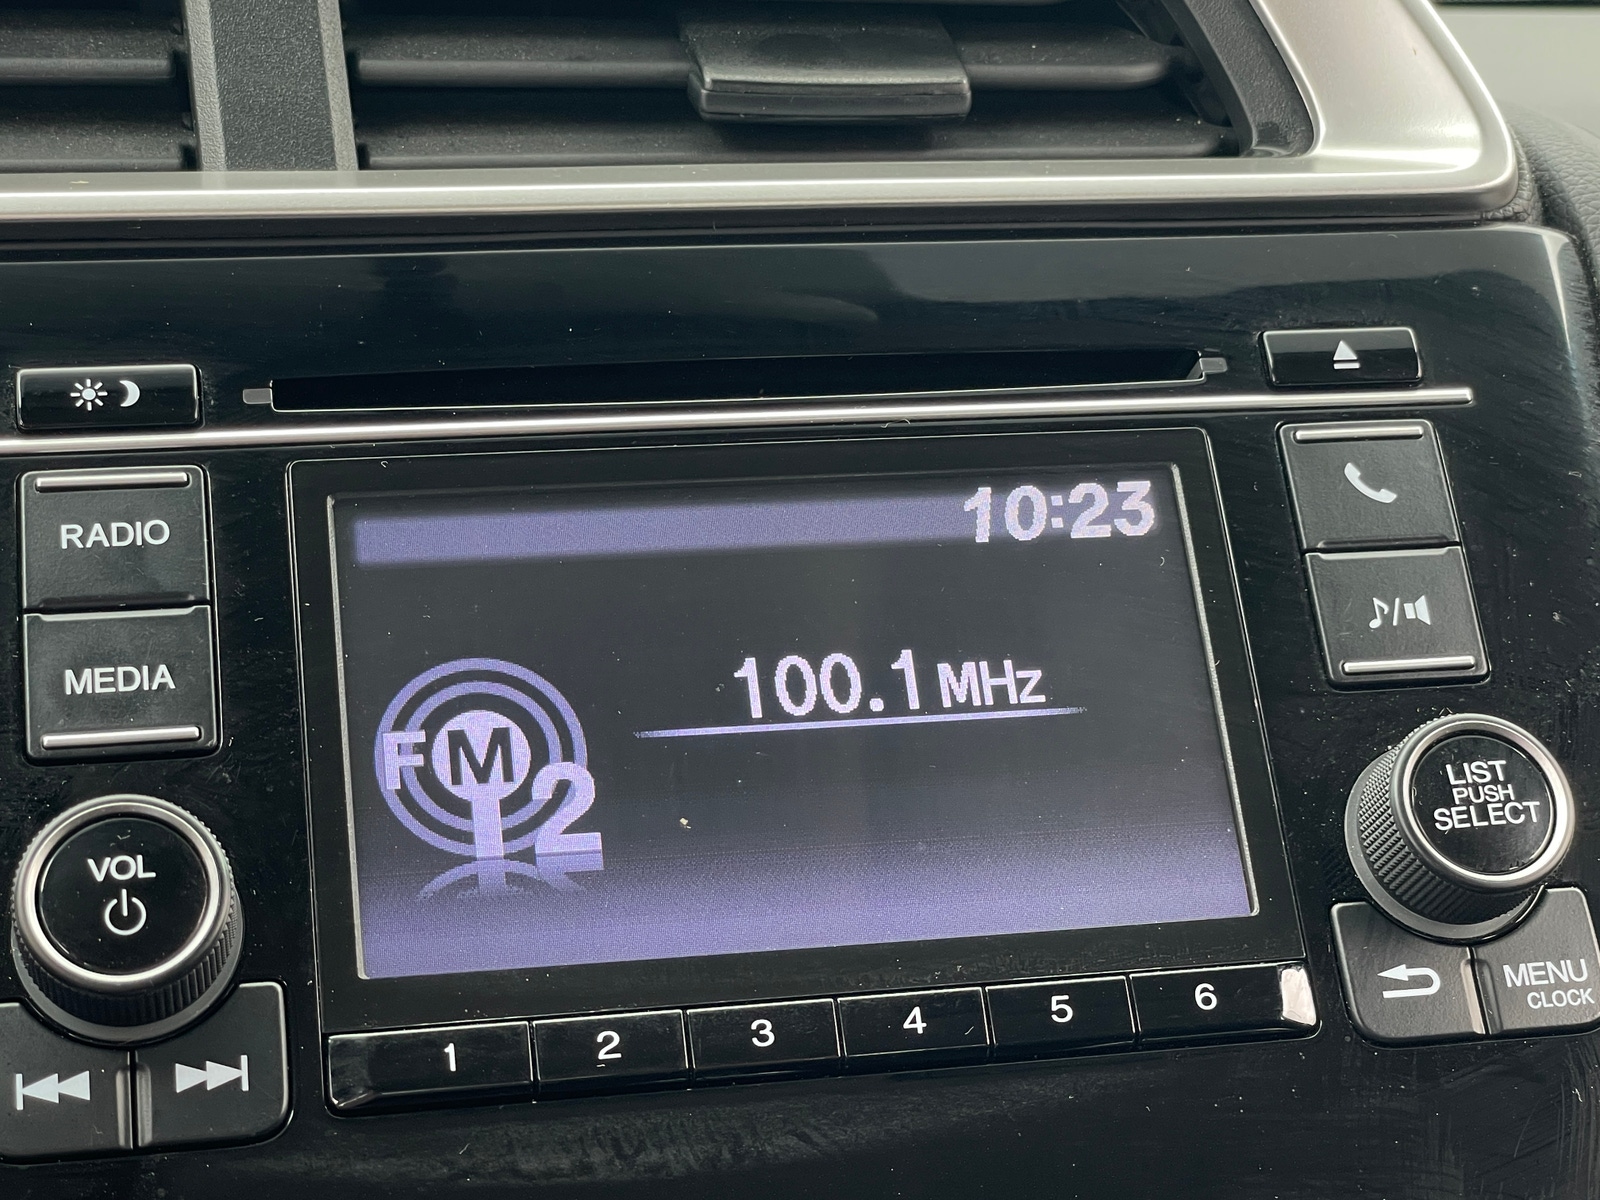 10:23
RADIO
MEDIA
100.1 MHz
FM
2
LIST
PUSH
SELECT
VOL
MENU
CLOCK
1 2 3 4 5 6